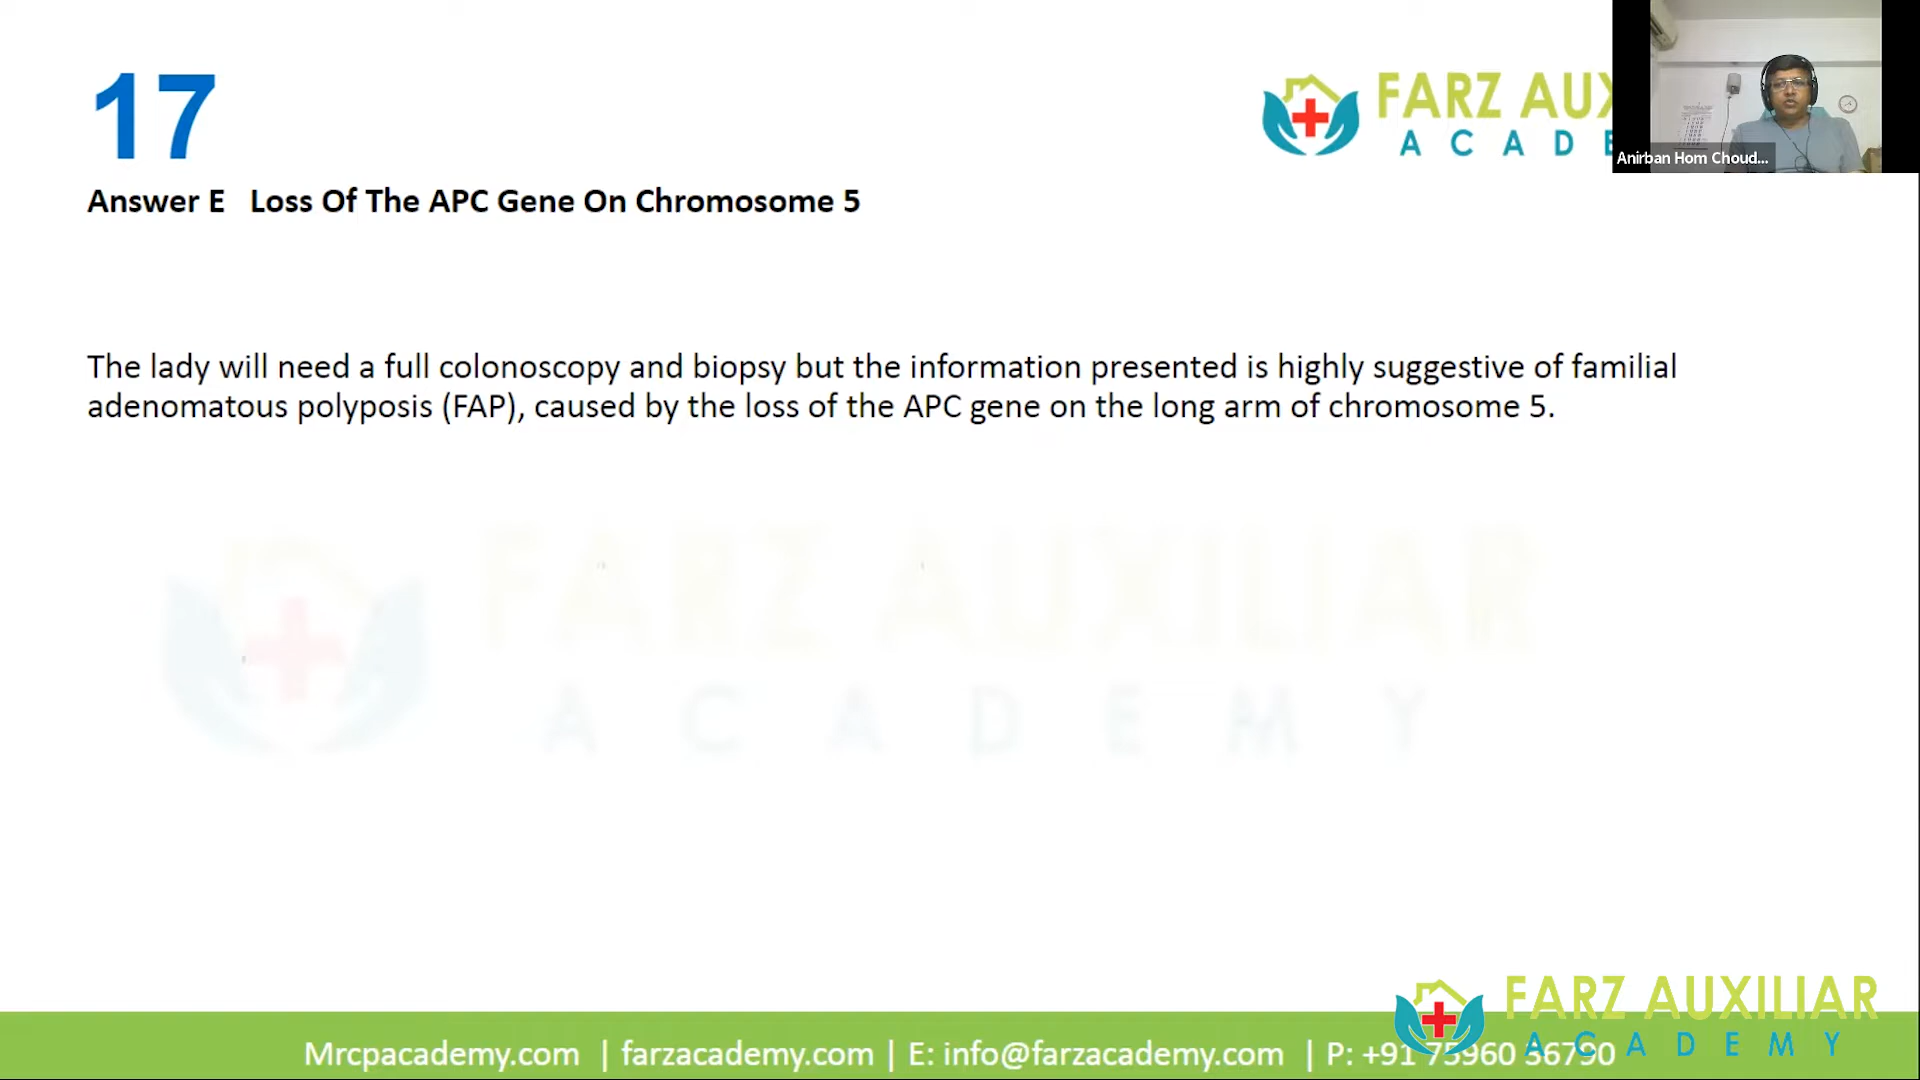 17
FARZ AUX
ACADE
Anirban Hom Choud...
Answer E Loss Of The APC Gene On Chromosome 5
The lady will need a full colonoscopy and biopsy but the information presented is highly suggestive of familial
adenomatous polyposis (FAP), caused by the loss of the APC gene on the long arm of chromosome 5.
FARZ AUXILIAR
ACADEMY
FARZ AUXILIAR
ACADEMY
Mrcpacademy.com | farzacademy.com | E: info@farzacademy.com | P: +91 75960 36790